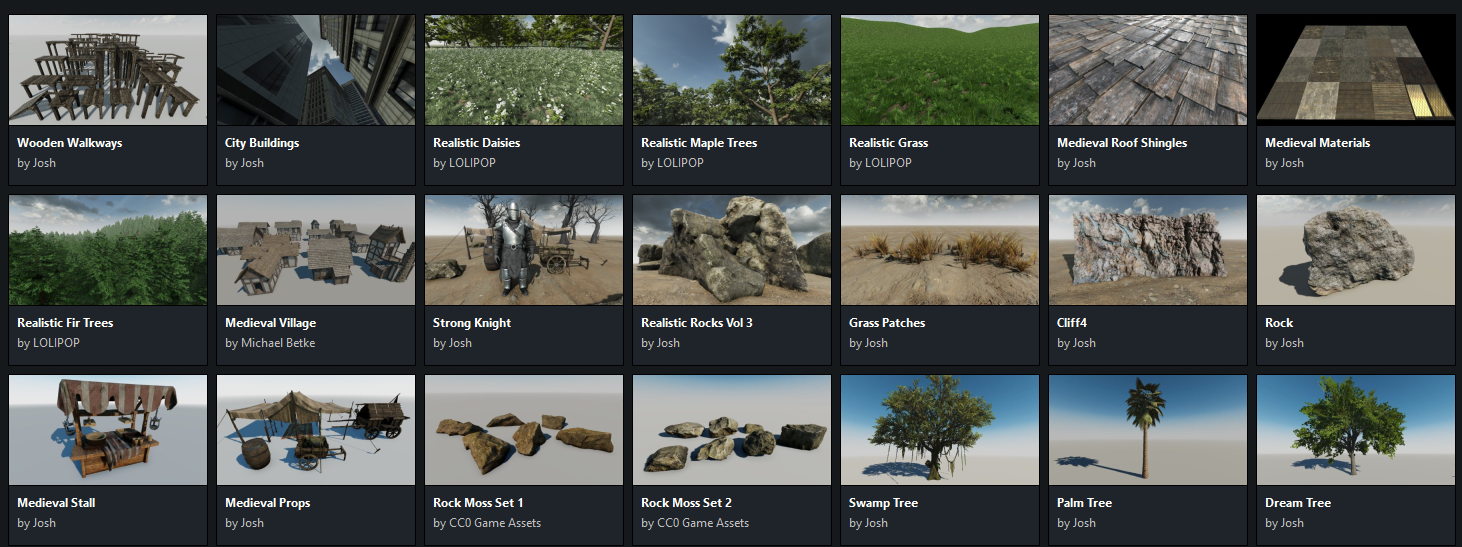 Wooden Walkways
by Josh
City Buildings
by Josh
Realistic Daisies
by LOLIPOP
Realistic Maple Trees
by LOLIPOP
Realistic Grass
by LOLIPOP
Medieval Roof Shingles
by Josh
Medieval Materials
by Josh
Realistic Fir Trees
by LOLIPOP
Medieval Village
by Michael Betke
Strong Knight
by Josh
Realistic Rocks Vol 3
by Josh
Grass Patches
by Josh
Cliff4
by Josh
Rock
by Josh
Medieval Stall
by Josh
Medieval Props
by Josh
Rock Moss Set 1
by CC0 Game Assets
Rock Moss Set 2
by CC0 Game Assets
Swamp Tree
by Josh
Palm Tree
by Josh
Dream Tree
by Josh